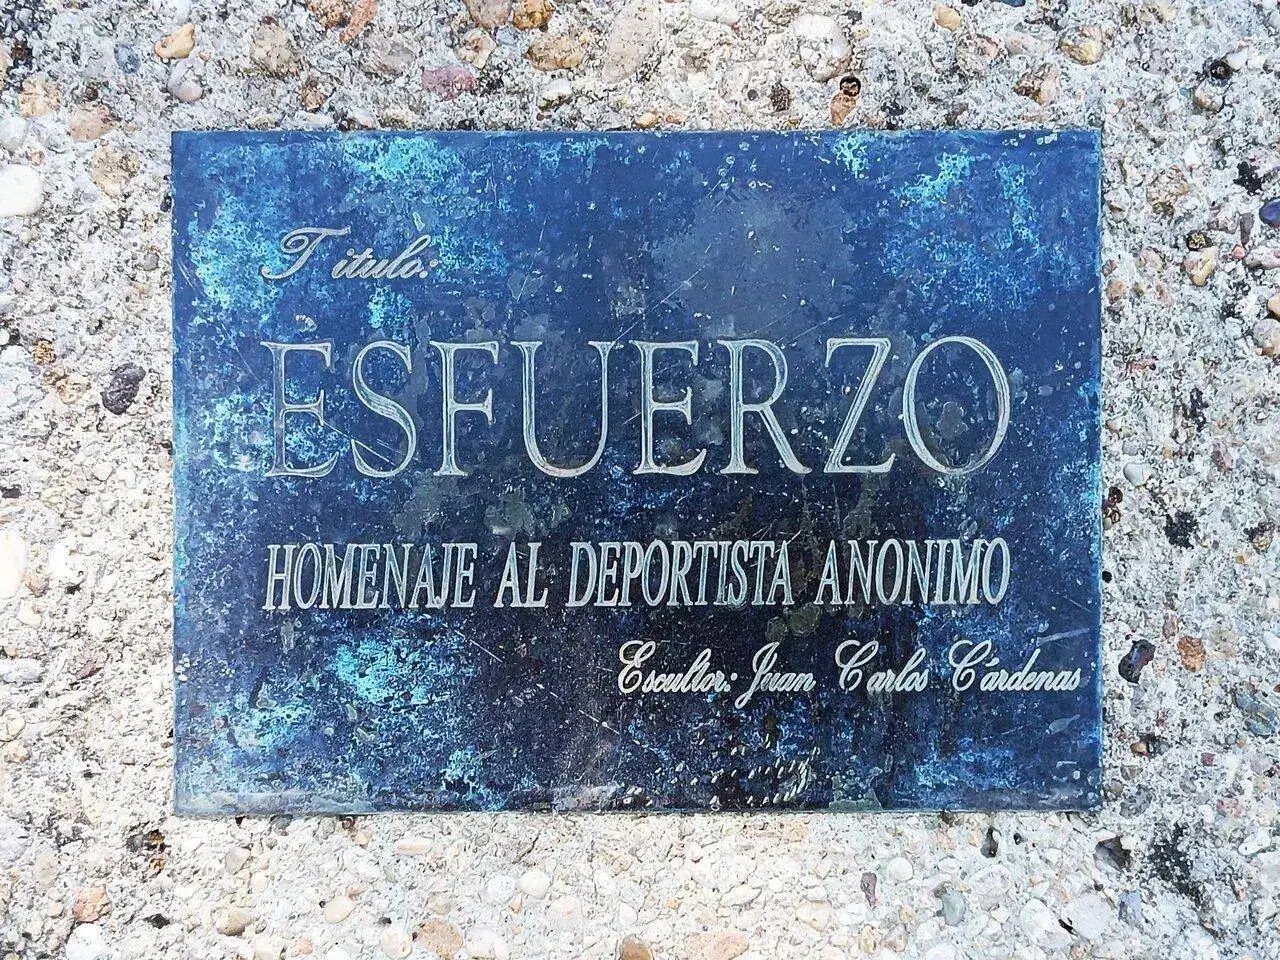 Titulo:
ESFUERZO
HOMENAJE AL DEPORTISTA ANONIMO
Escultor: Juan Carlos Cárdenas